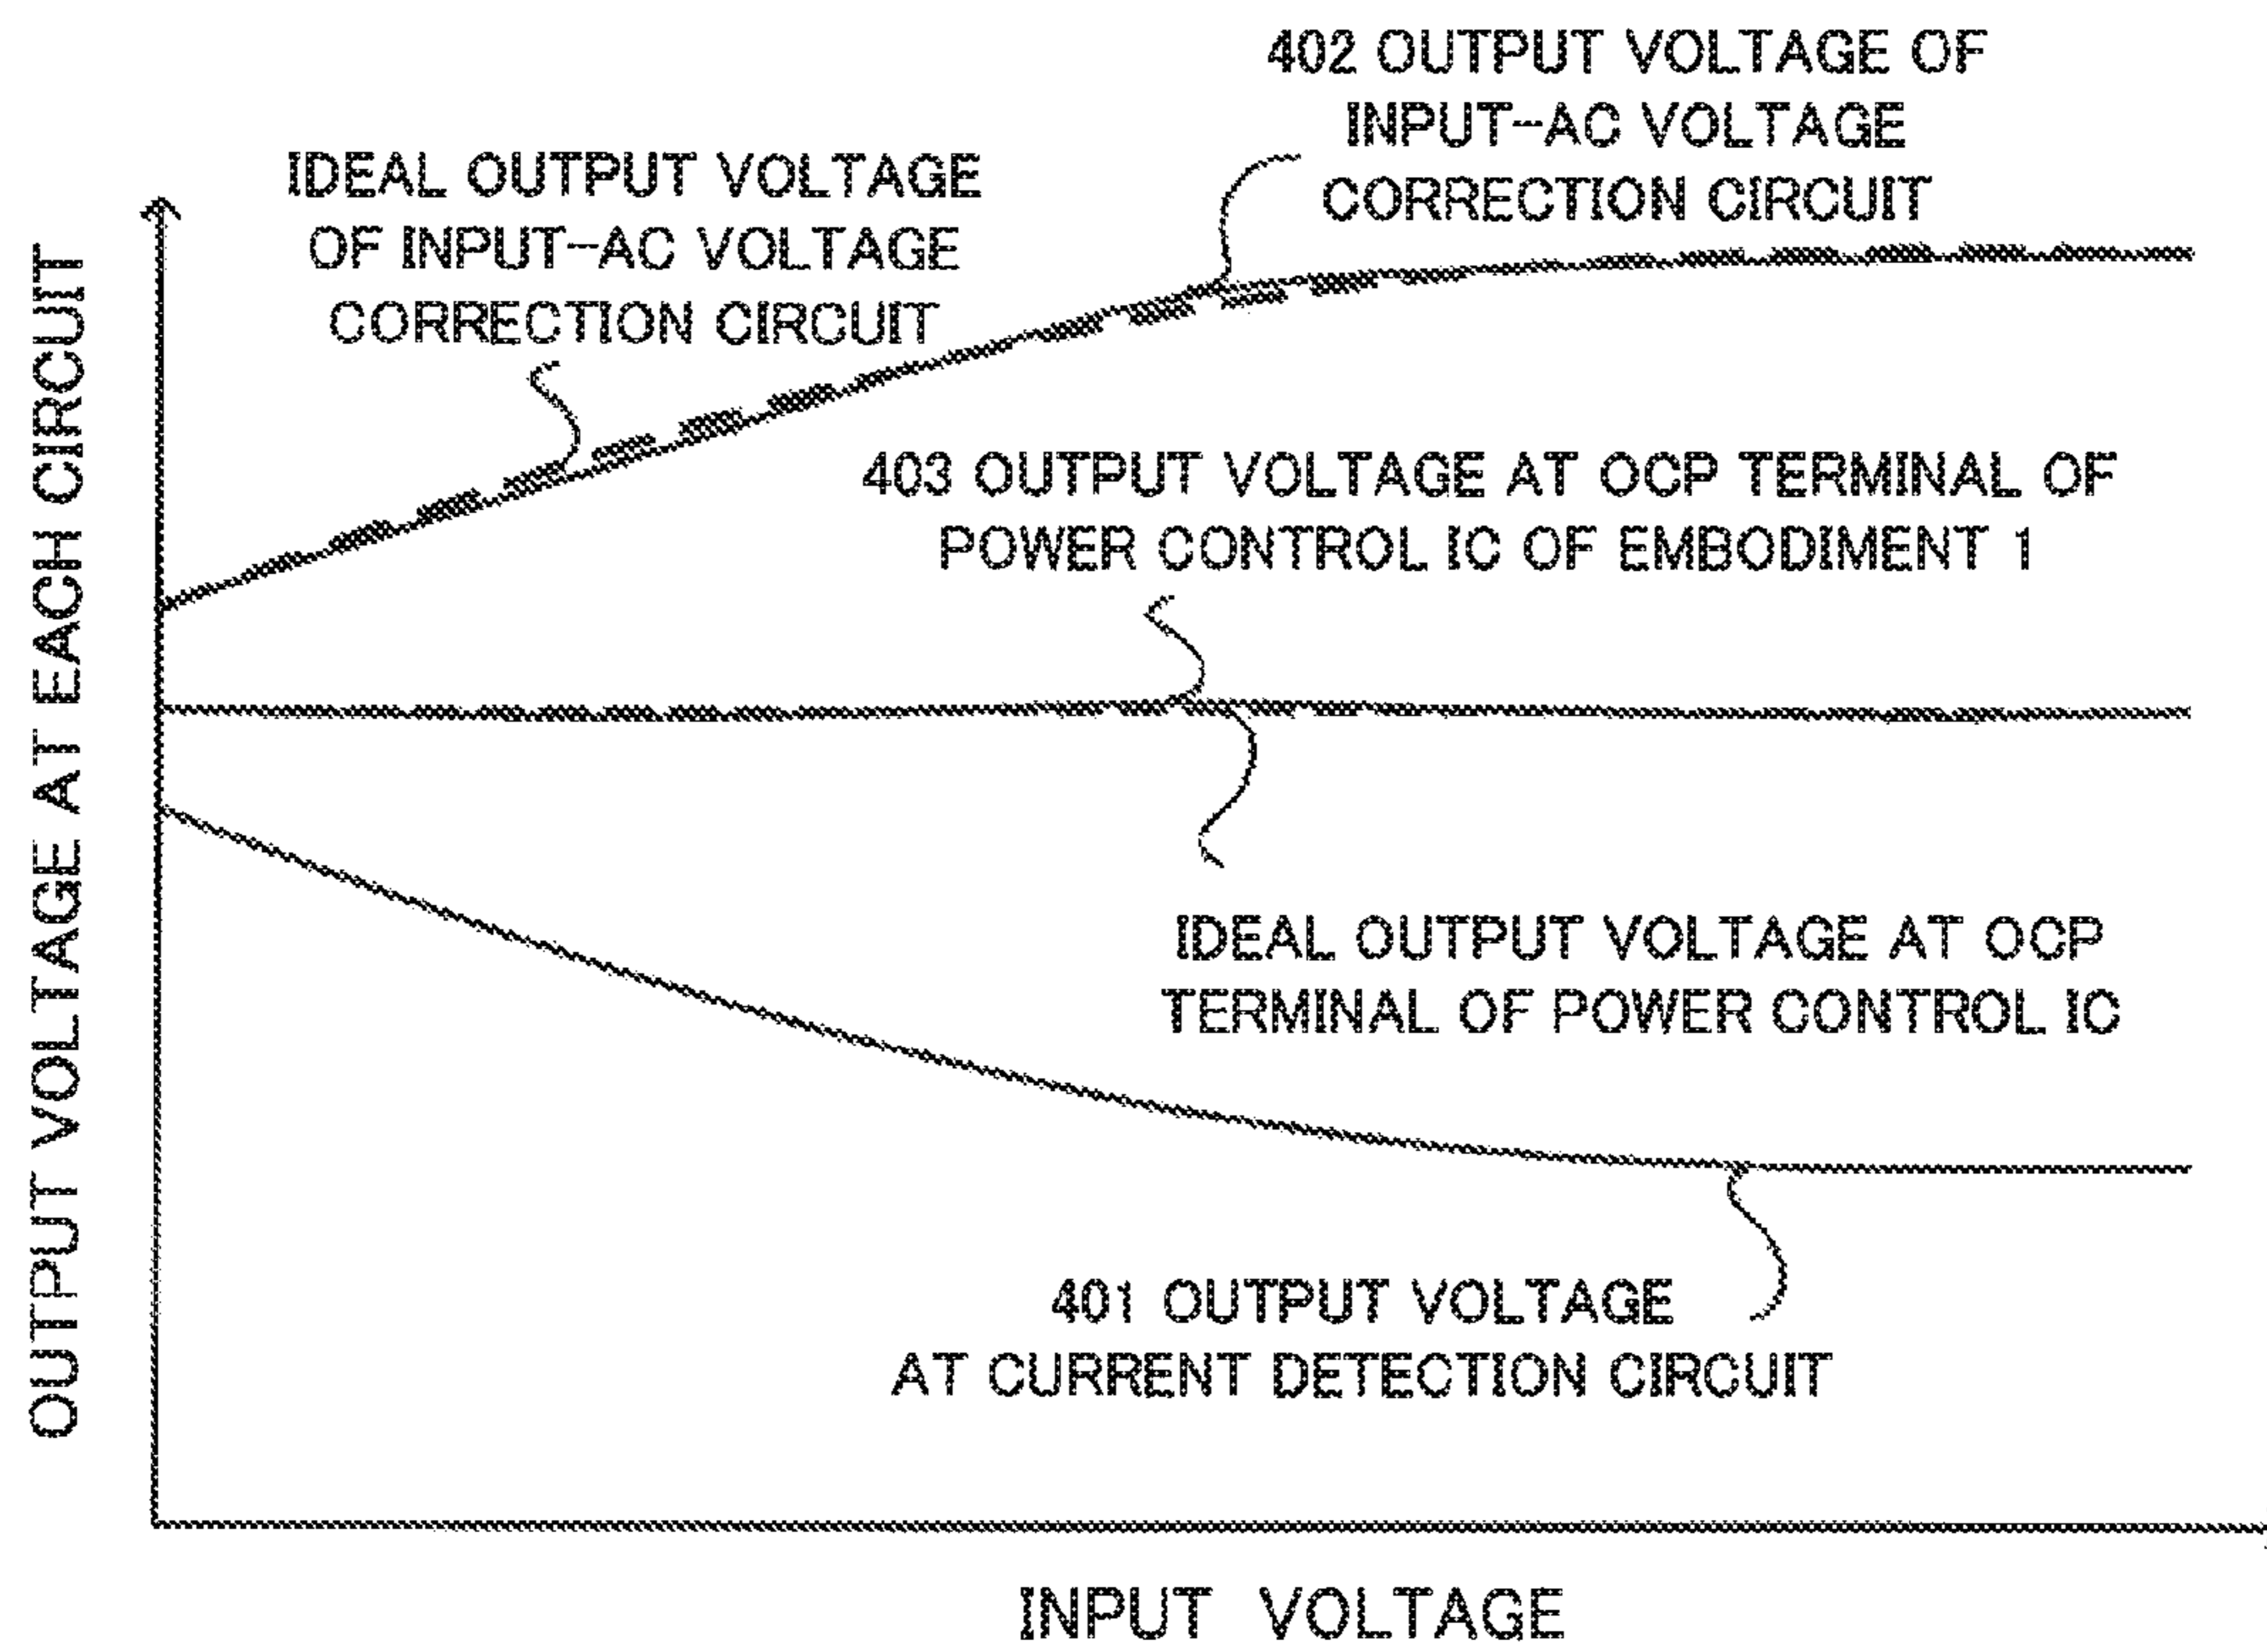 402 OUTPUT VOLTAGE OF
INPUT-AC VOLTAGE
CORRECTION CIRCUIT
IDEAL OUTPUT VOLTAGE
OF INPUT-AC VOLTAGE
CORRECTION CIRCUIT
OUTPUT VOLTAGE AT EACH CIRCUIT
403 OUTPUT VOLTAGE AT OCP TERMINAL OF
POWER CONTROL IC OF EMBODIMENT 1
IDEAL OUTPUT VOLTAGE AT OCP
TERMINAL OF POWER CONTROL IC
401 OUTPUT VOLTAGE
AT CURRENT DETECTION CIRCUIT
INPUT VOLTAGE